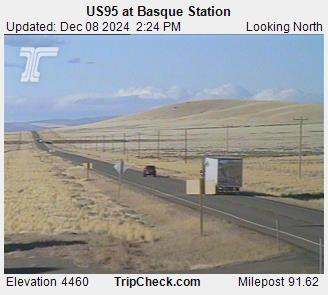 US95 at Basque Station
Updated: Dec 08 2024 2:24 PM Looking North
Elevation 4460 TripCheck.com Milepost 91.62